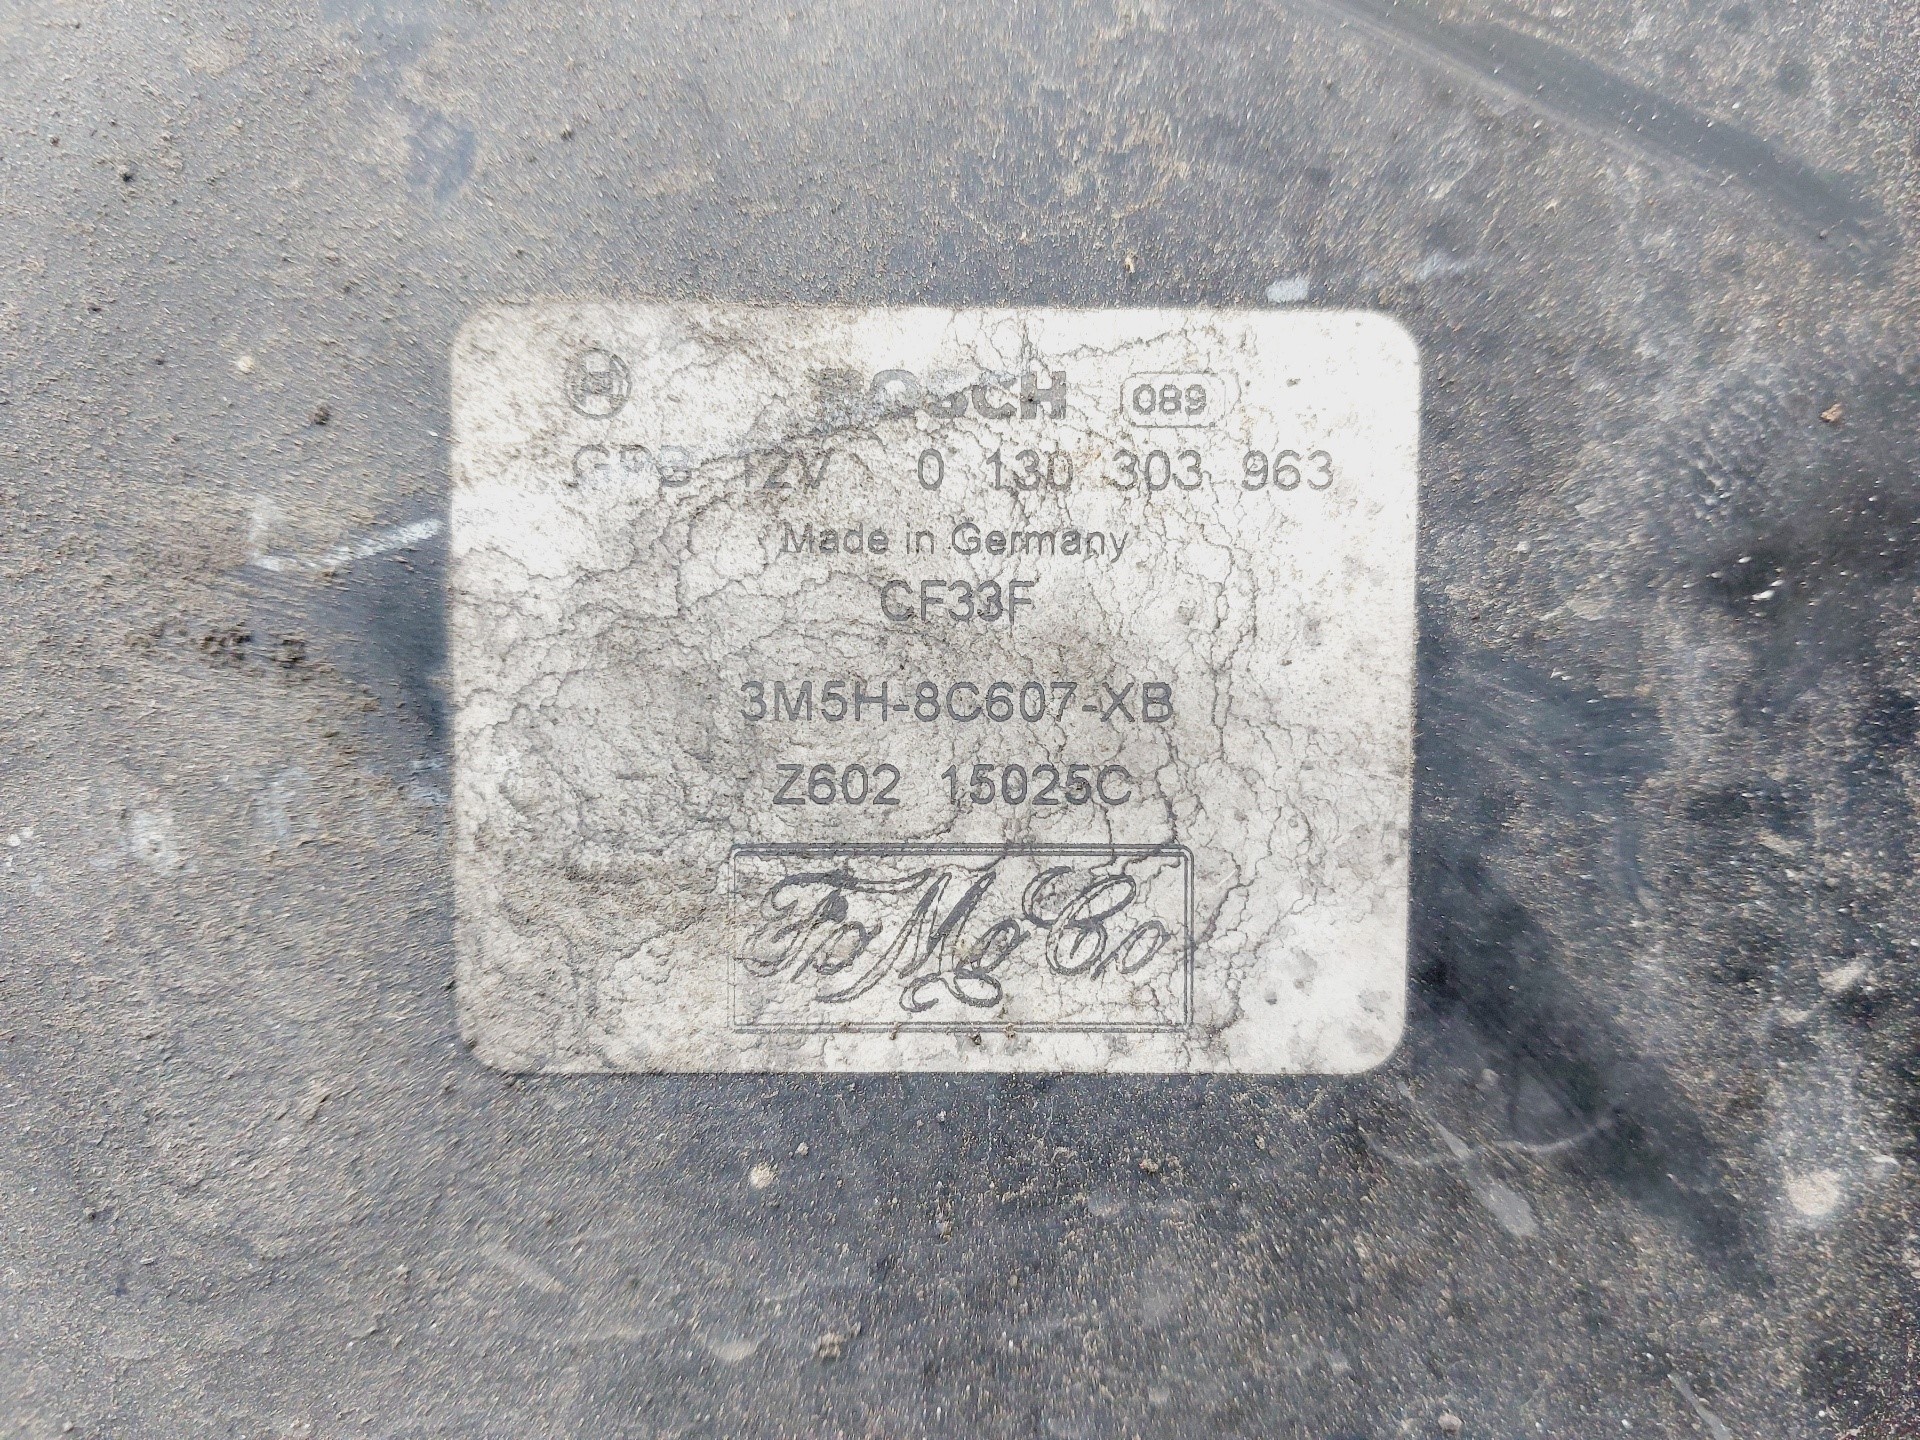 BOSCH 089
GPB 12V 0 130 303 963
Made in Germany
CF33F
3M5H-8C607-XB
Z602 15025C
FoMoCo